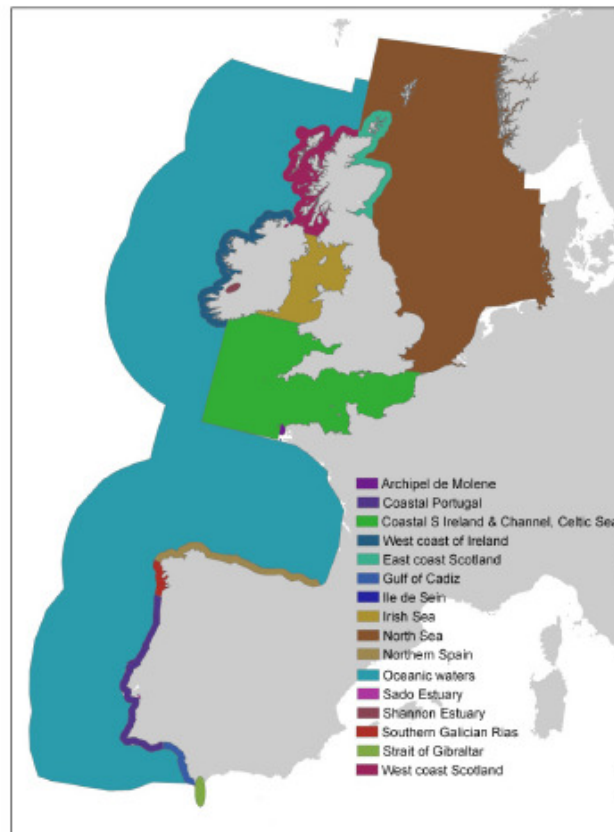 Archipel de Molene
Coastal Portugal
Coastal S Ireland & Channel, Celtic Sea
West coast of Ireland
East coast Scotland
Gulf of Cadiz
Ile de Sein
Irish Sea
North Sea
Northern Spain
Oceanic waters
Sado Estuary
Shannon Estuary
Southern Galician Rias
Strait of Gibraltar
West coast Scotland